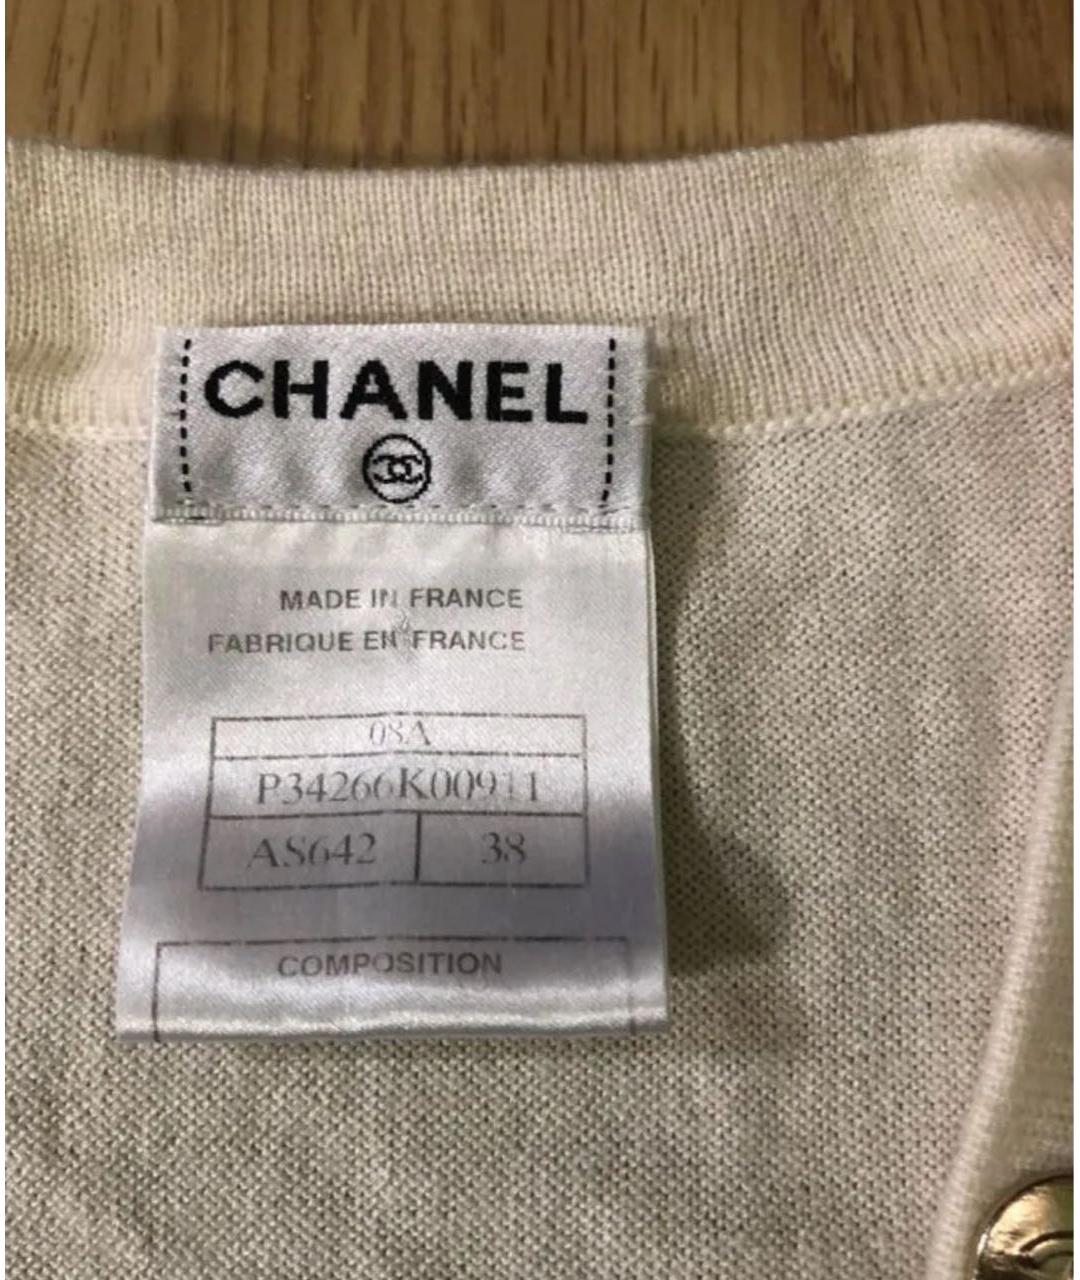 CHANEL
MADE IN FRANCE
FABRIQUE EN FRANCE
08A
P34266K00911
AS642 38
COMPOSITION